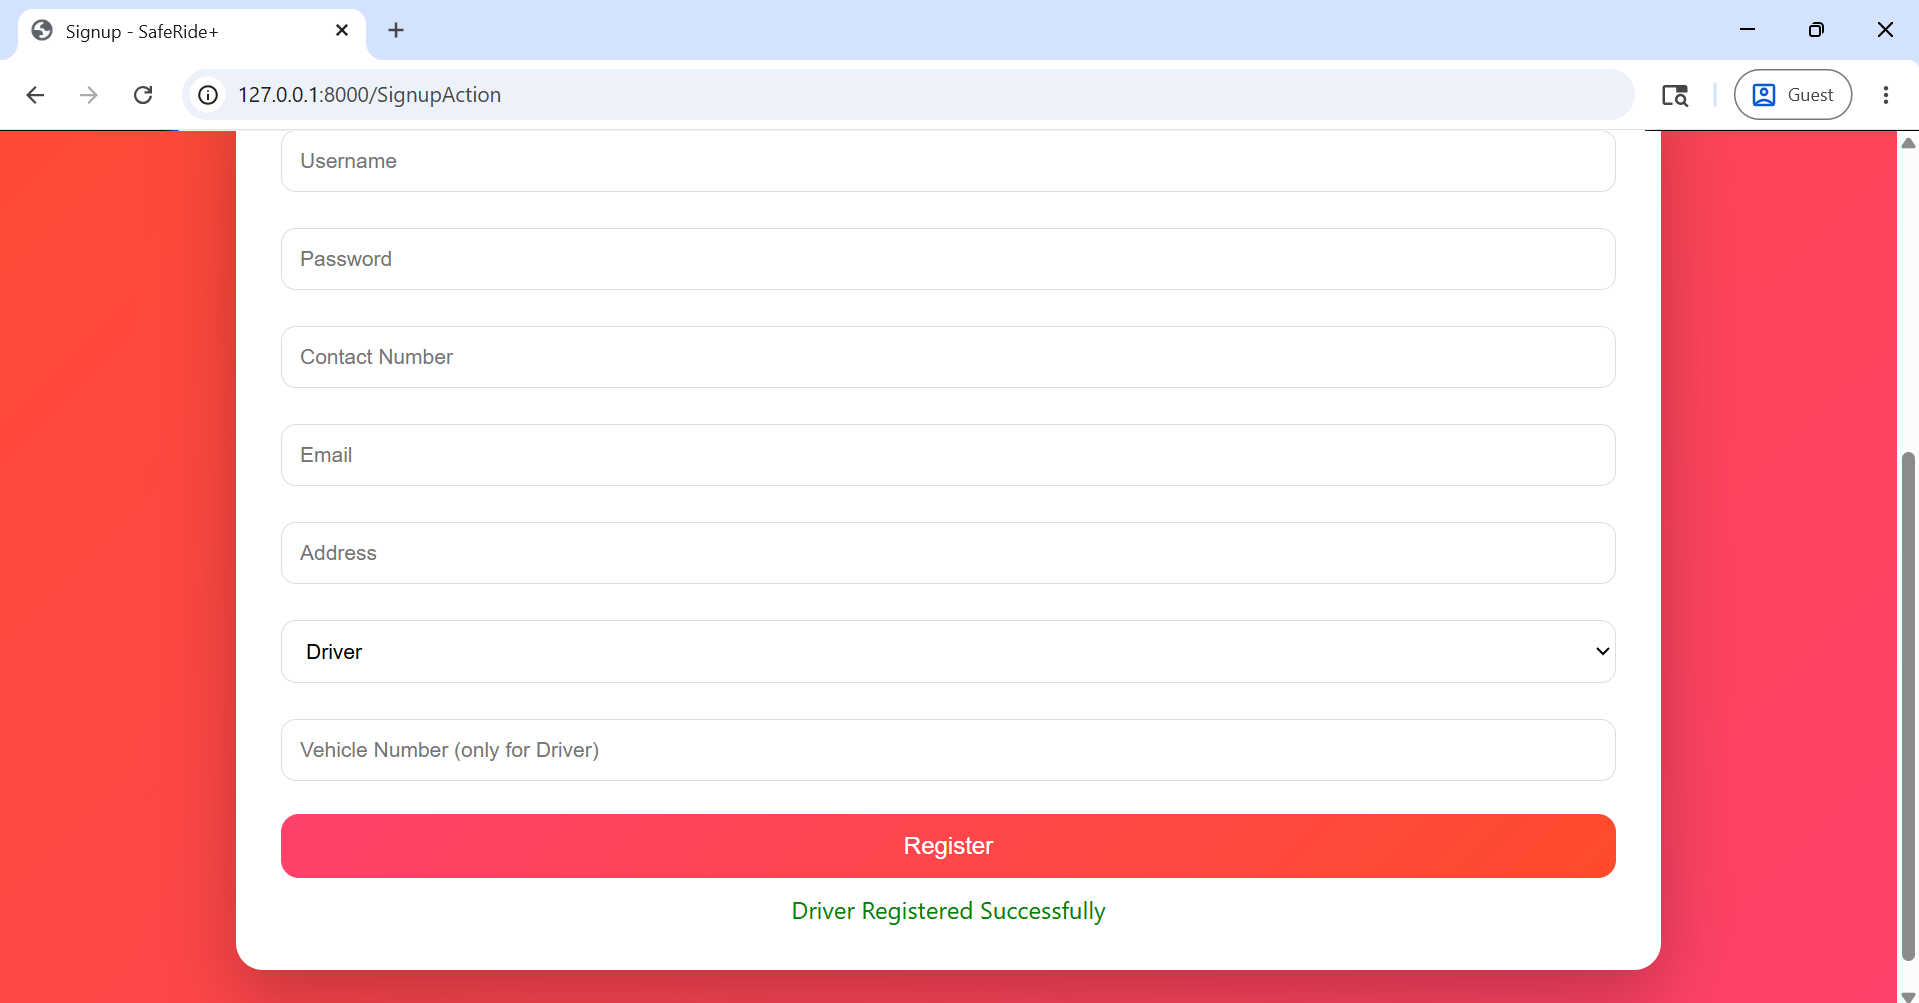 Signup - SafeRide+
127.0.0.1:8000/SignupAction
Guest
Username
Password
Contact Number
Email
Address
Driver
Vehicle Number (only for Driver)
Register
Driver Registered Successfully